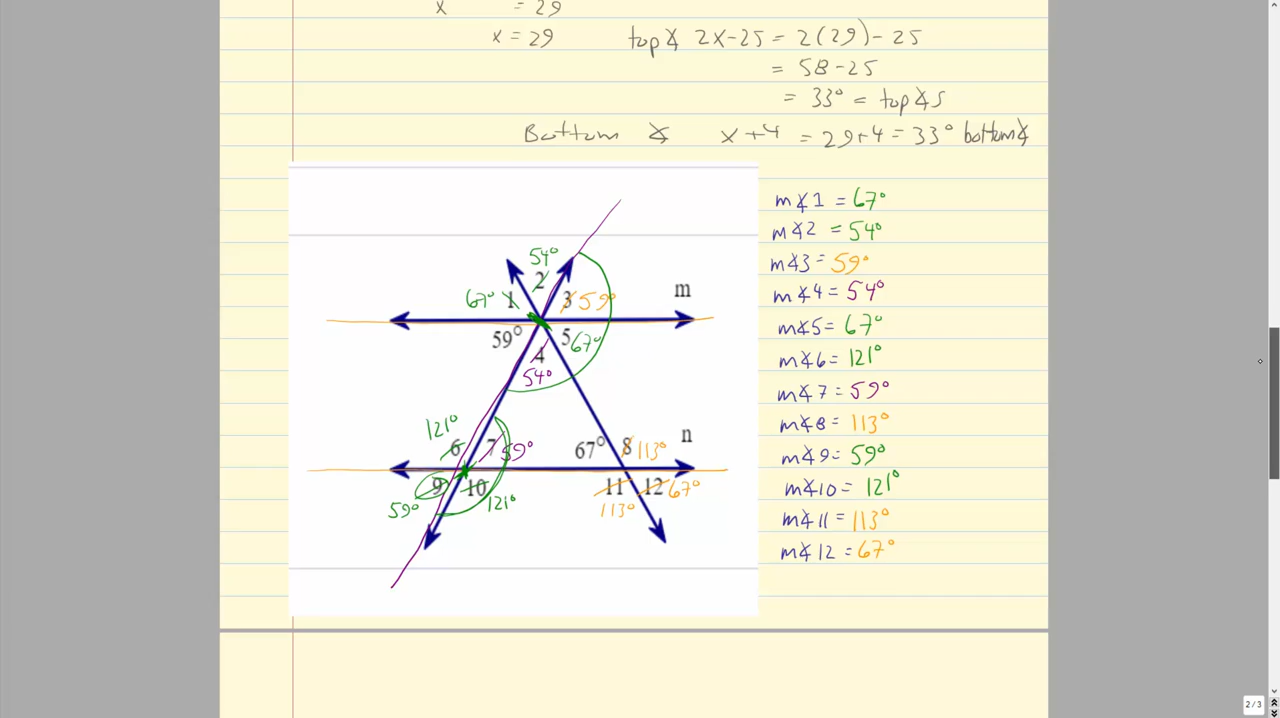 x = 29
x = 29 top∡ 2x-25 = 2(29) - 25
= 58 - 25
= 33° = top∡s
Bottom ∡ x+4 = 29+4 = 33° bottom∡
m∡1 = 67°
m∡2 = 54°
m∡3 = 59°
m∡4 = 54°
m∡5 = 67°
m∡6 = 121°
m∡7 = 59°
m∡8 = 113°
m∡9 = 59°
m∡10 = 121°
m∡11 = 113°
m∡12 = 67°
54°
2
67° 1 3 59° m
59° 5 67°
4
54°
121°
6 7 59° 67° 8 113° n
9 10 11 12 67°
59° 121° 113°
2 / 3